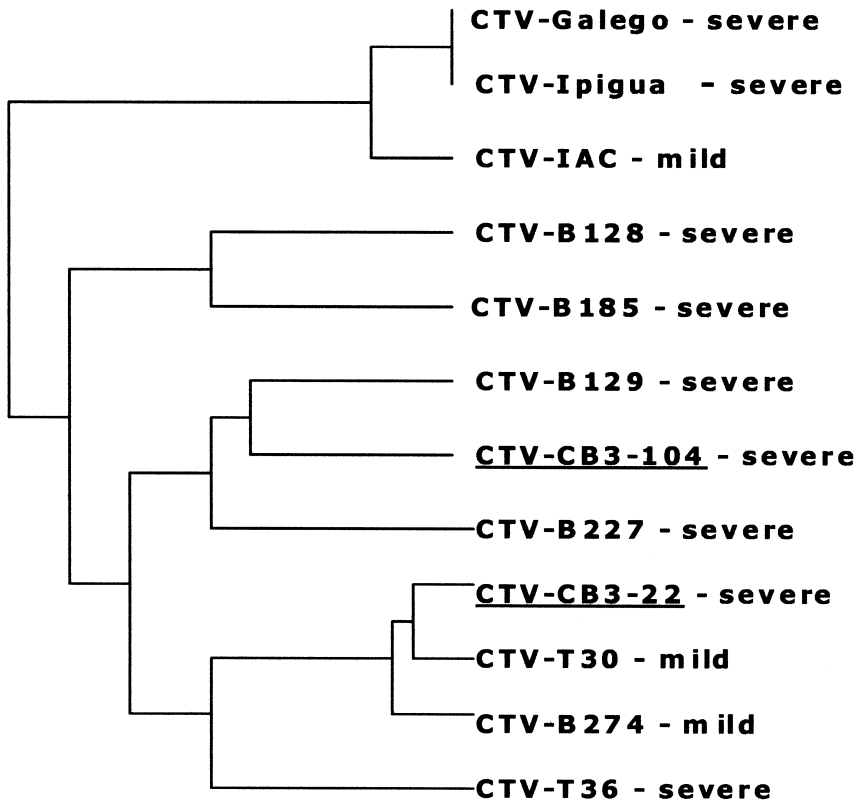 CTV-Galego - severe
CTV-Ipigua - severe
CTV-IAC - mild
CTV-B128 - severe
CTV-B185 - severe
CTV-B129 - severe
CTV-CB3-104 - severe
CTV-B227 - severe
CTV-CB3-22 - severe
CTV-T30 - mild
CTV-B274 - mild
CTV-T36 - severe